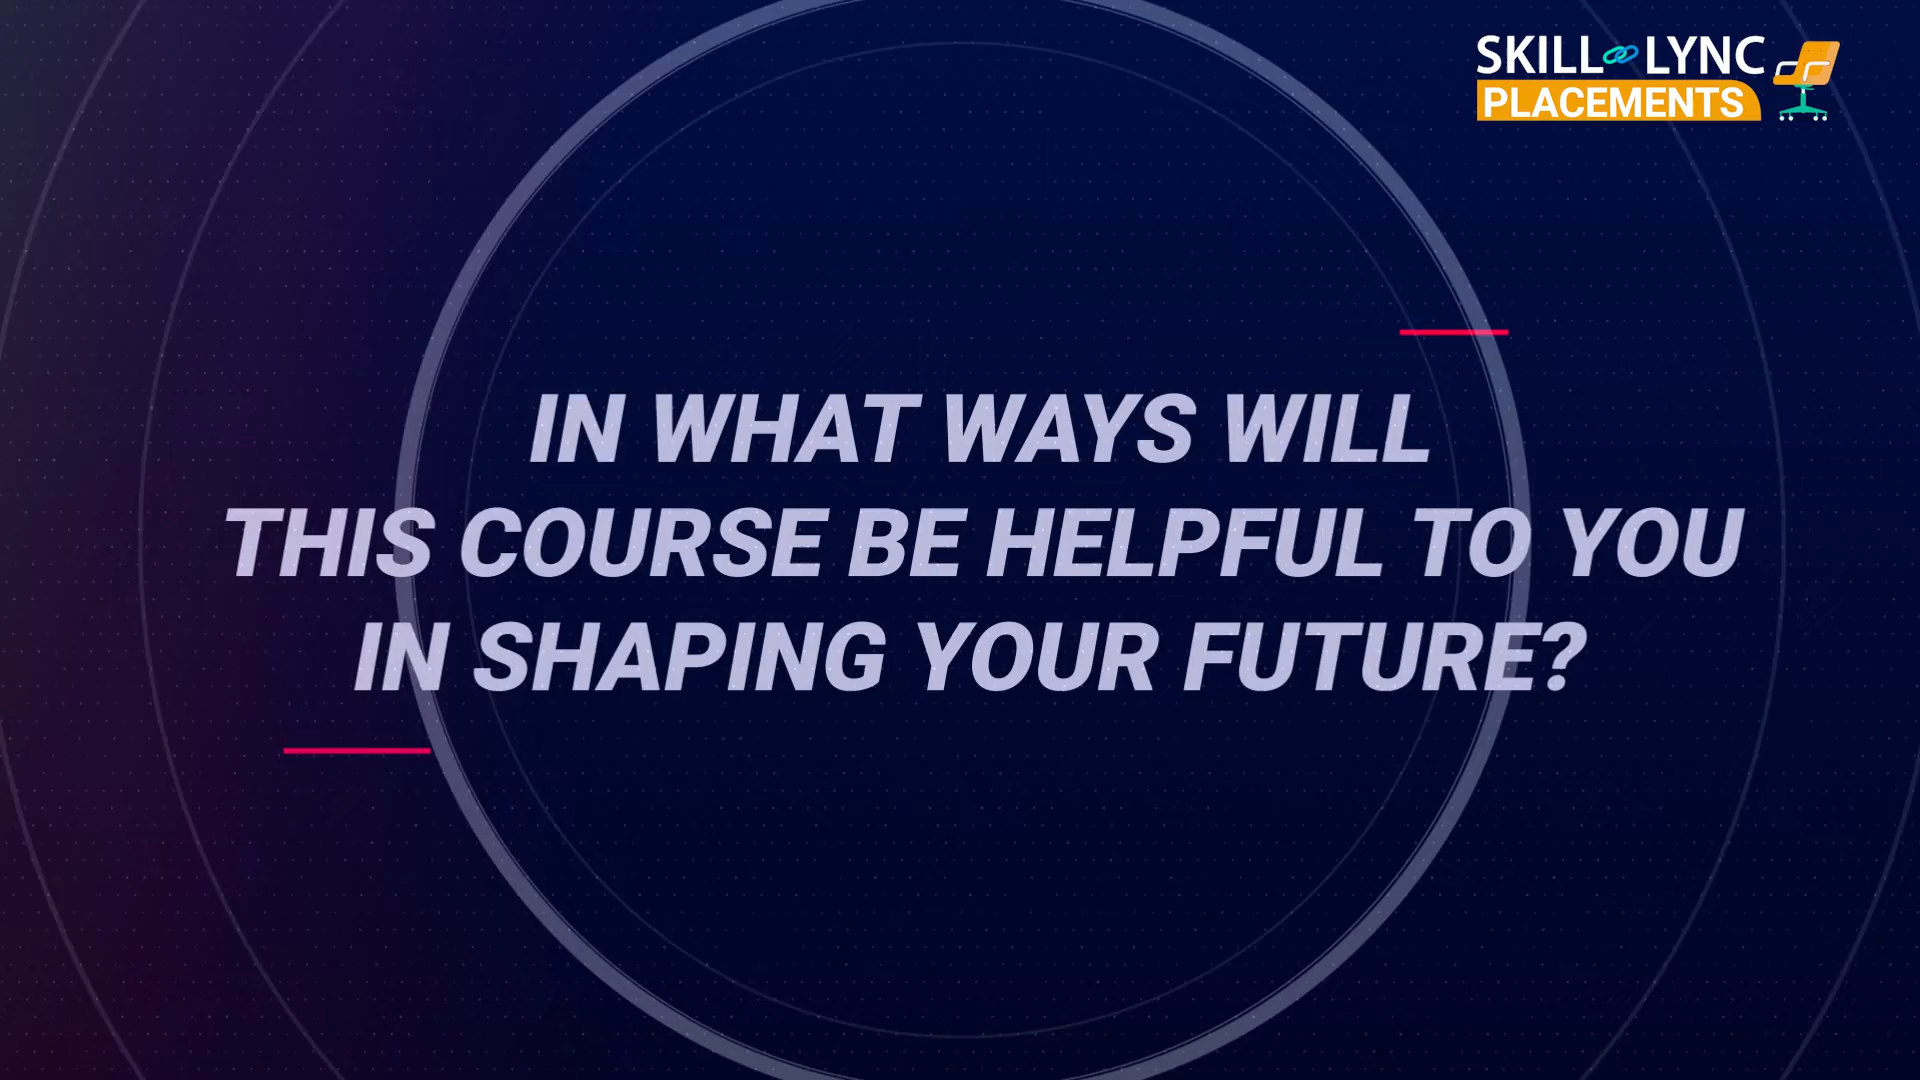 SKILL LYNC
PLACEMENTS
IN WHAT WAYS WILL
THIS COURSE BE HELPFUL TO YOU
IN SHAPING YOUR FUTURE?